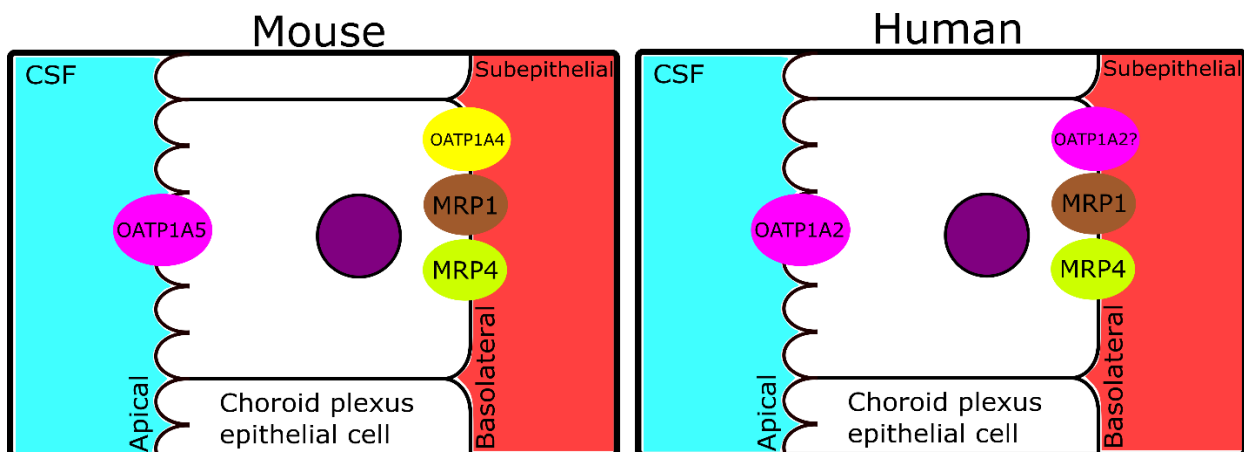 Mouse
CSF
Subepithelial
OATP1A4
MRP1
OATP1A5
MRP4
Apical
Basolateral
Choroid plexus
epithelial cell
Human
CSF
Subepithelial
OATP1A2?
MRP1
OATP1A2
MRP4
Apical
Basolateral
Choroid plexus
epithelial cell